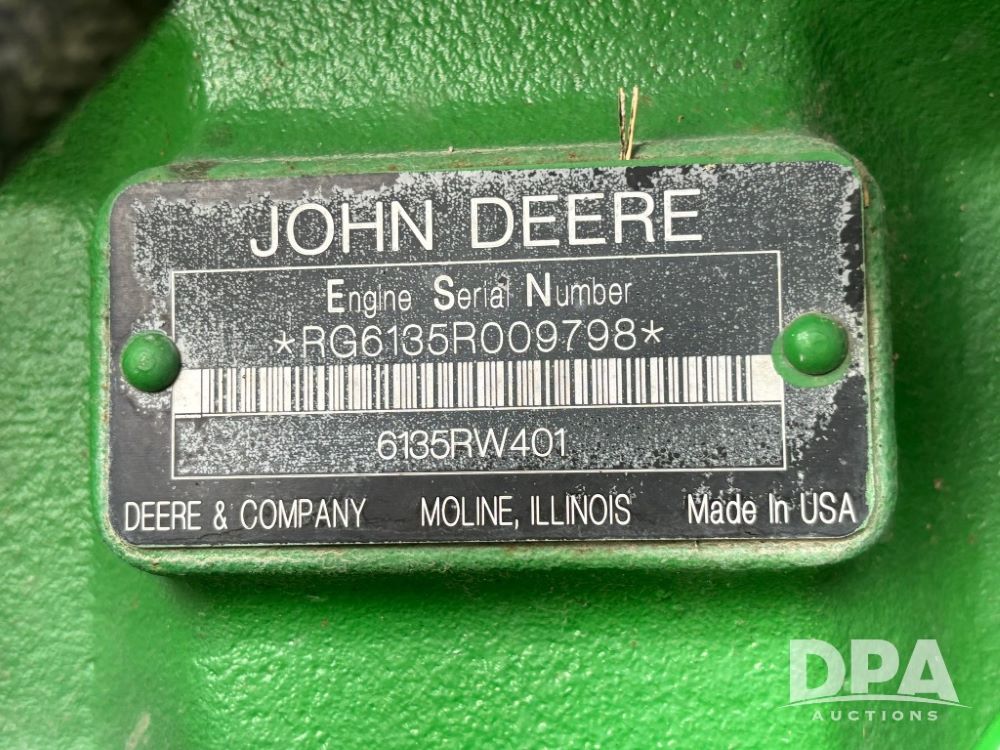 JOHN DEERE
Engine Serial Number
*RG6135R009798*
6135RW401
DEERE & COMPANY MOLINE, ILLINOIS Made In USA
DPA
AUCTIONS